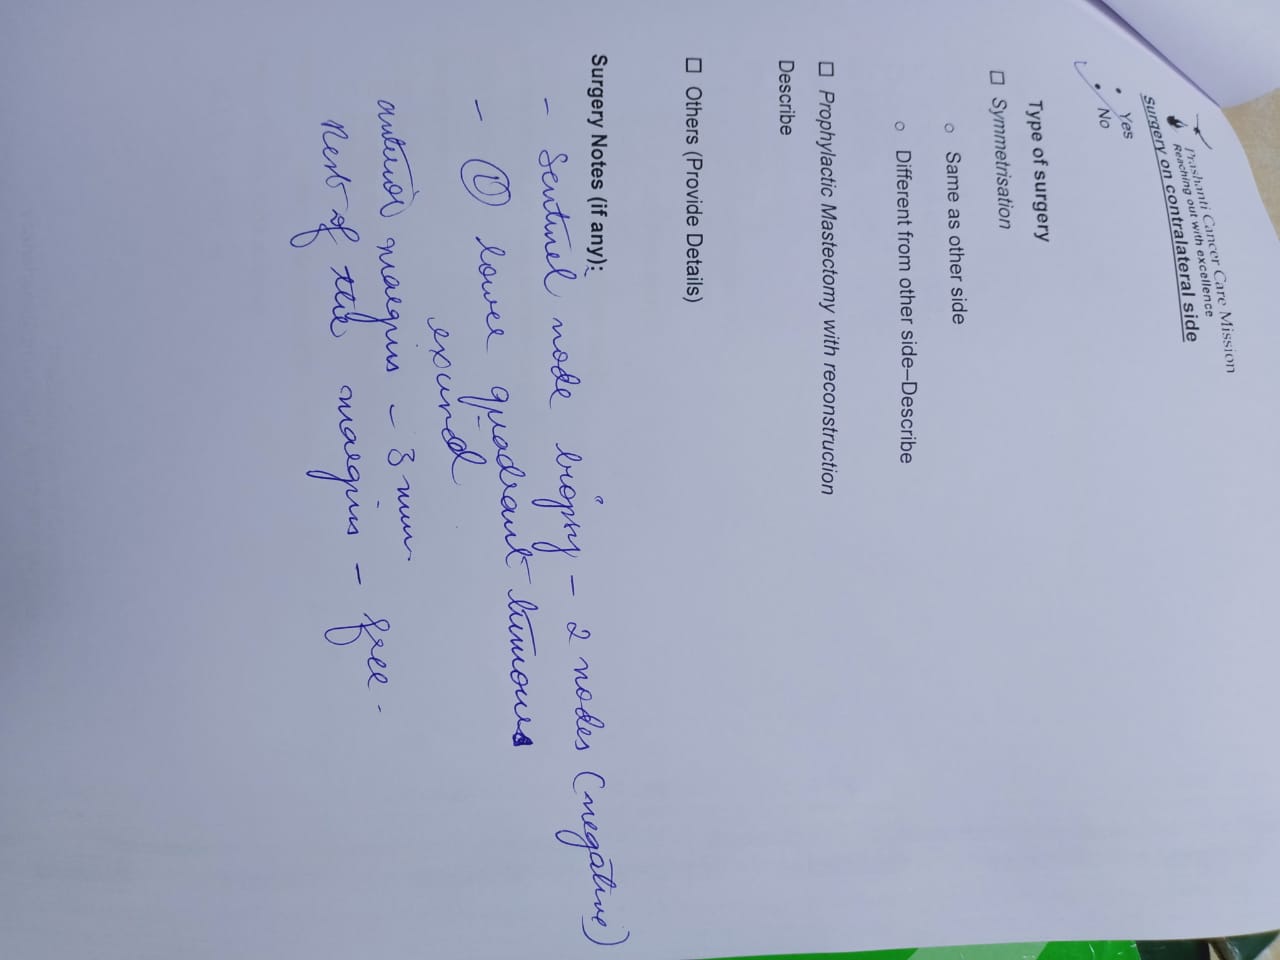 Prashanti Cancer Care Mission
Reaching out with excellence
Surgery on contralateral side
• Yes
• No
Type of surgery
☐ Symmetrisation
○ Same as other side
○ Different from other side–Describe
☐ Prophylactic Mastectomy with reconstruction
Describe
☐ Others (Provide Details)
Surgery Notes (if any):
- Sentinel node biopsy – 2 nodes (negative)
- lower quadrant tumour
excised
anterior margins – 3 mm.
Rest of the margins – free.